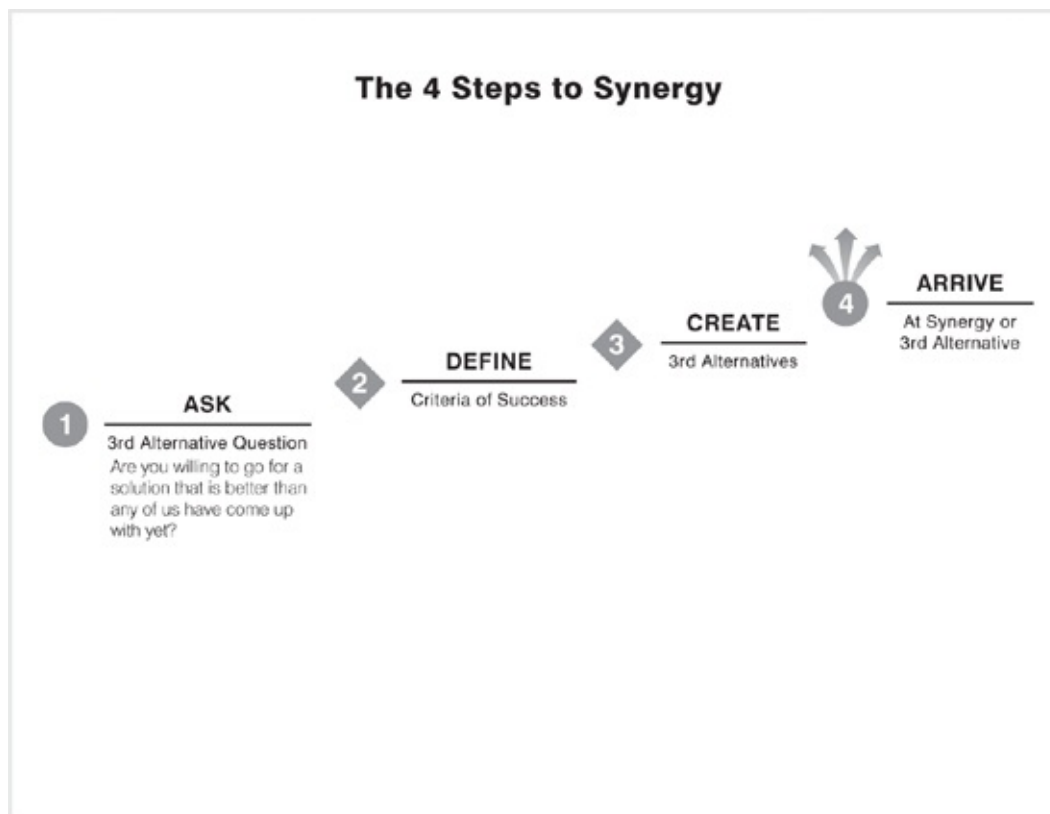 The 4 Steps to Synergy
1
ASK
3rd Alternative Question
Are you willing to go for a
solution that is better than
any of us have come up
with yet?
2
DEFINE
Criteria of Success
3
CREATE
3rd Alternatives
4
ARRIVE
At Synergy or
3rd Alternative